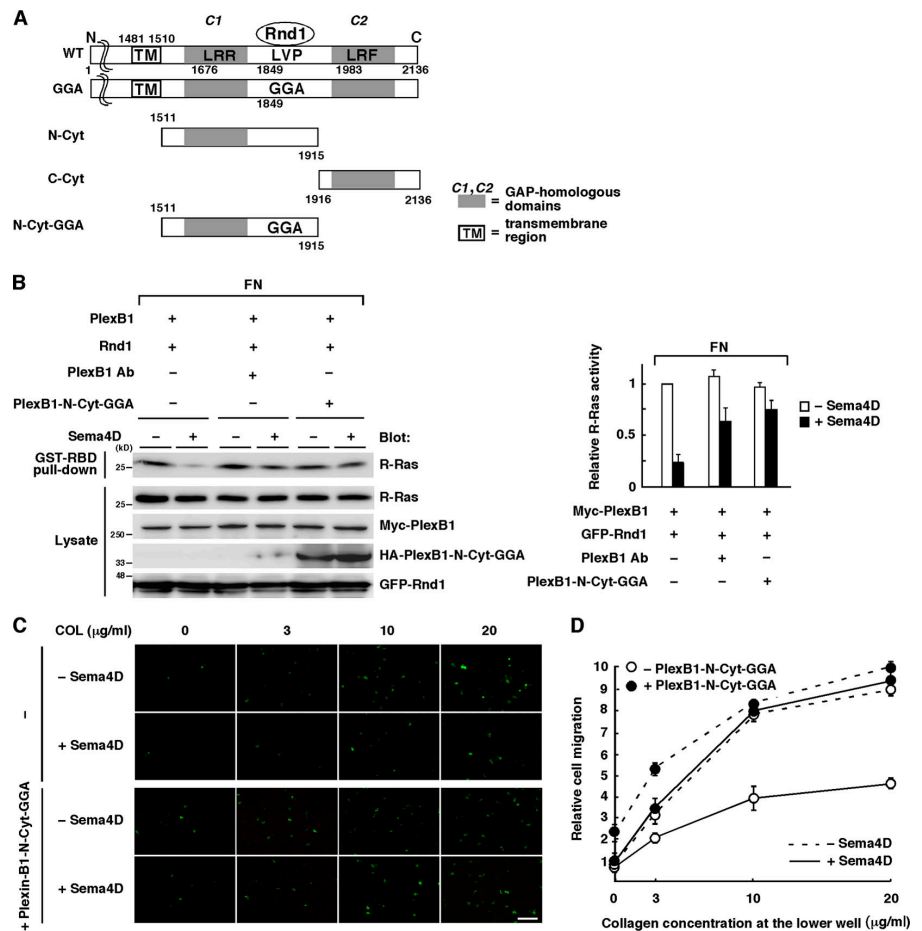 A
C1
C2
N
Rnd1
C
1481 1510
WT
TM
LRR
LVP
LRF
1
1676
1849
1983
2136
GGA
TM
GGA
1849
N-Cyt
1511
1915
C-Cyt
1916
2136
C1,C2
= GAP-homologous
domains
N-Cyt-GGA
1511
GGA
1915
TM = transmembrane
region
B
FN
PlexB1 + + +
Rnd1 + + +
PlexB1 Ab – + –
PlexB1-N-Cyt-GGA – – +
Sema4D – + – + – + Blot:
(kD)
GST-RBD
pull-down
25
R-Ras
Lysate
25
R-Ras
250
Myc-PlexB1
33
HA-PlexB1-N-Cyt-GGA
48
GFP-Rnd1
FN
Relative R-Ras activity
1
0.5
0
– Sema4D
+ Sema4D
Myc-PlexB1 + + +
GFP-Rnd1 + + +
PlexB1 Ab – + –
PlexB1-N-Cyt-GGA – – +
C
COL (μg/ml) 0 3 10 20
–
– Sema4D
+ Sema4D
+ Plexin-B1-N-Cyt-GGA
– Sema4D
+ Sema4D
D
– PlexB1-N-Cyt-GGA
+ PlexB1-N-Cyt-GGA
Relative cell migration
10
9
8
7
6
5
4
3
2
1
– Sema4D
+ Sema4D
0 3 10 20
Collagen concentration at the lower well (μg/ml)